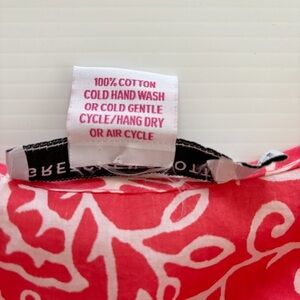 100% COTTON
COLD HAND WASH
OR COLD GENTLE
CYCLE/HANG DRY
OR AIR CYCLE